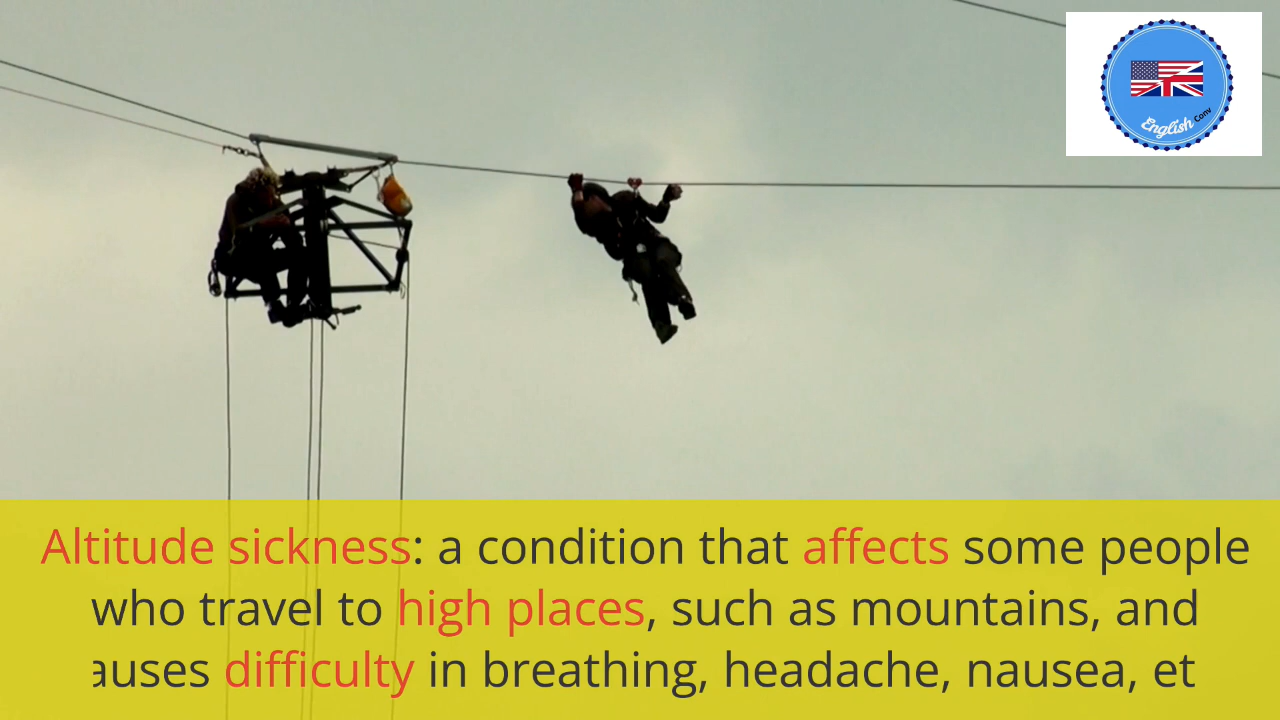 English Conv
Altitude sickness: a condition that affects some people
who travel to high places, such as mountains, and
auses difficulty in breathing, headache, nausea, et